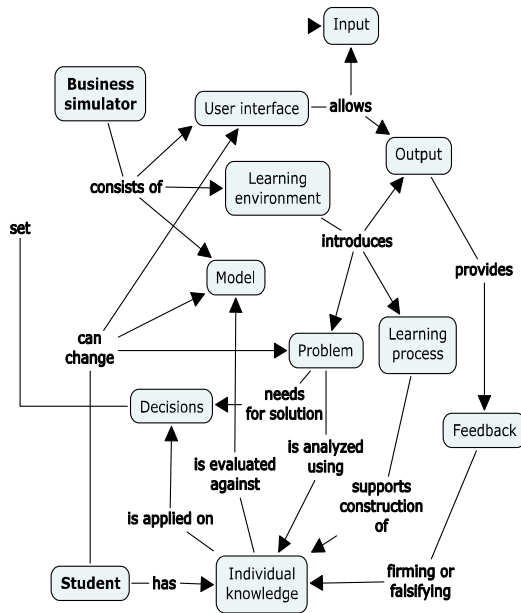 Input
Business
simulator
User interface
allows
Output
consists of
Learning
environment
set
introduces
provides
Model
can
change
Problem
Learning
process
Decisions
needs
for solution
Feedback
is analyzed
using
is evaluated
against
supports
construction
of
is applied on
Student
has
Individual
knowledge
firming or
falsifying